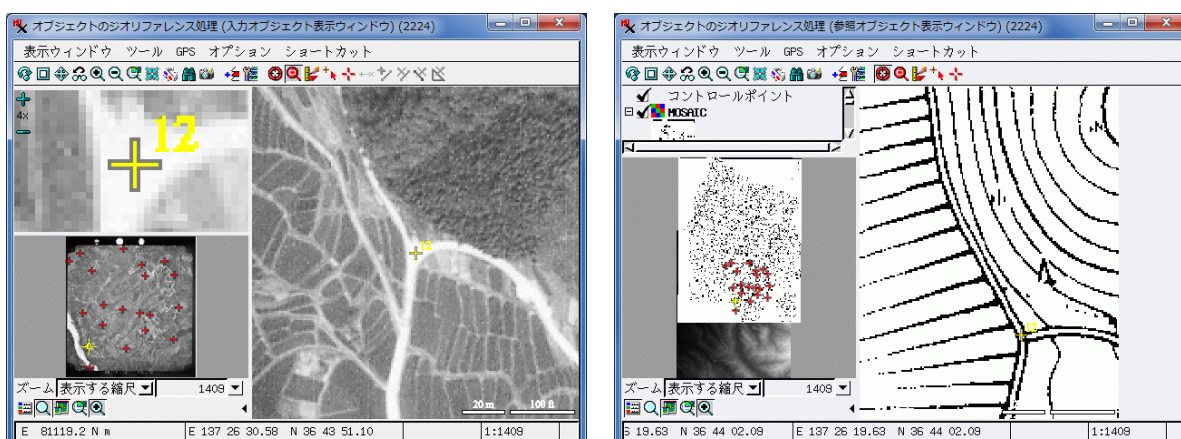 オブジェクトのジオリファレンス処理 (入力オブジェクト表示ウィンドウ) (2224)
表示ウィンドウ ツール GPS オプション ショートカット
4x
12
12
ズーム 表示する縮尺 1409
20 m 100 ft
E 81119.2 N m E 137 26 30.58 N 36 43 51.10 1:1409
オブジェクトのジオリファレンス処理 (参照オブジェクト表示ウィンドウ) (2224)
表示ウィンドウ ツール GPS オプション ショートカット
コントロールポイント
MOSAIC
12
ズーム 表示する縮尺 1409
S 19.63 N 36 44 02.09 E 137 26 19.63 N 36 44 02.09 1:1409